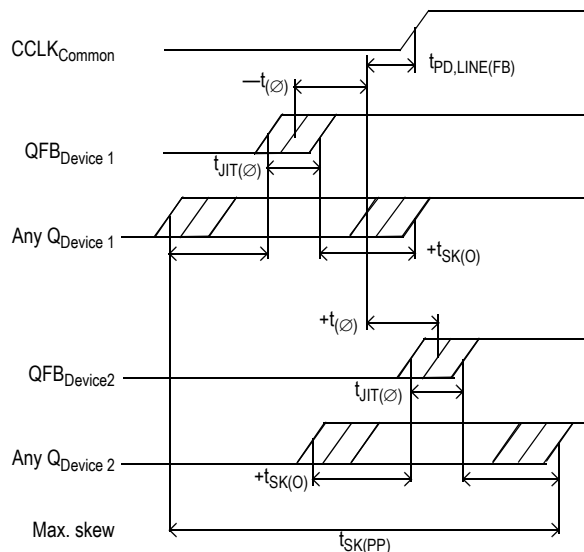 CCLKCommon
tPD,LINE(FB)
—t(∅)
QFBDevice 1
tJIT(∅)
Any QDevice 1
+tSK(O)
+t(∅)
QFBDevice2
tJIT(∅)
Any QDevice 2
+tSK(O)
Max. skew
tSK(PP)